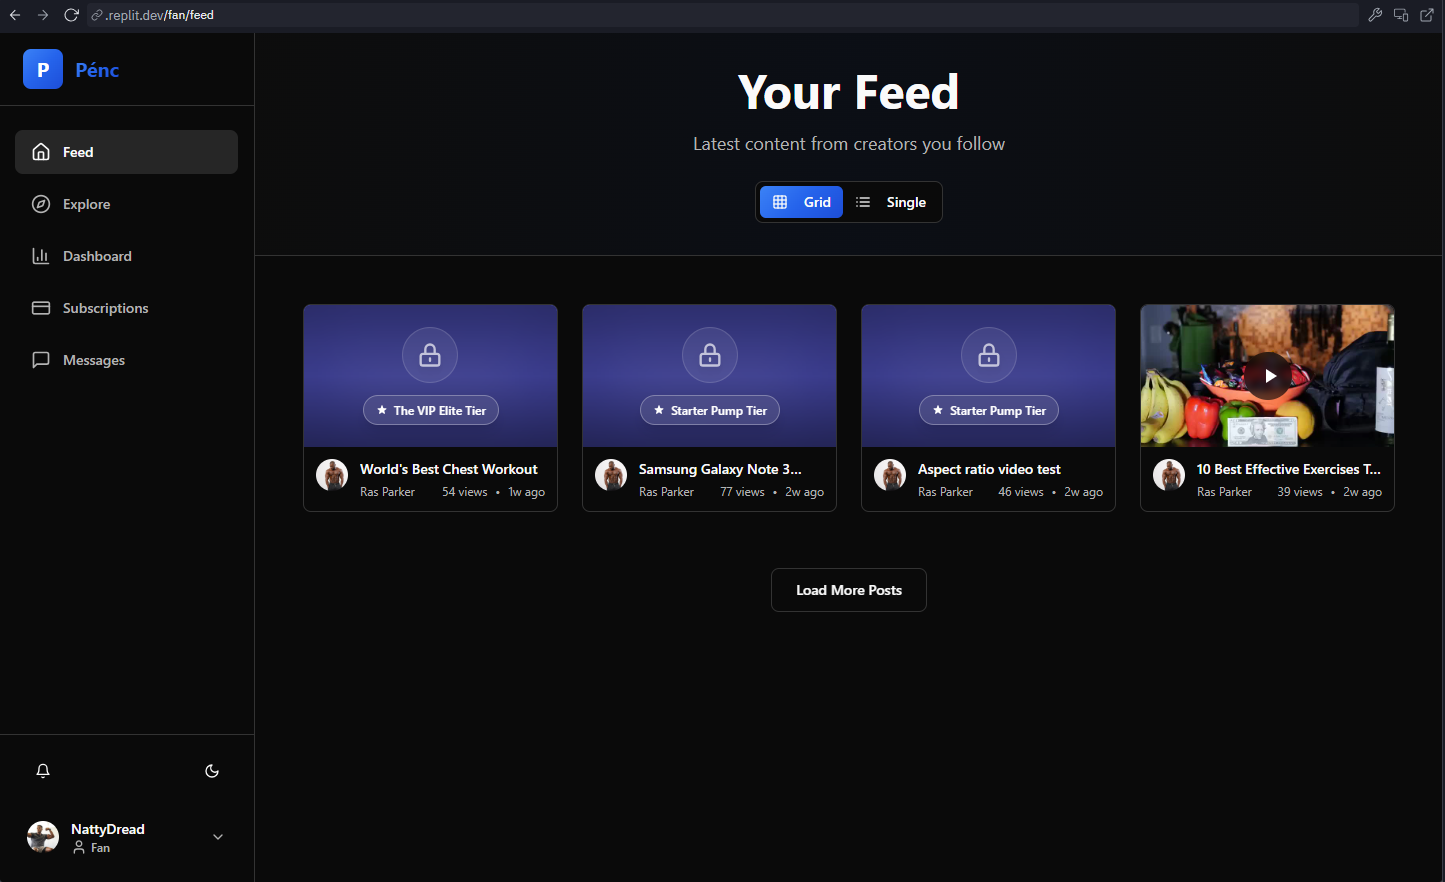 .replit.dev/fan/feed
P Pénc
Feed
Explore
Dashboard
Subscriptions
Messages
NattyDread
Fan
Your Feed
Latest content from creators you follow
Grid Single
The VIP Elite Tier
World's Best Chest Workout
Ras Parker 54 views • 1w ago
Starter Pump Tier
Samsung Galaxy Note 3...
Ras Parker 77 views • 2w ago
Starter Pump Tier
Aspect ratio video test
Ras Parker 46 views • 2w ago
10 Best Effective Exercises T...
Ras Parker 39 views • 2w ago
Load More Posts